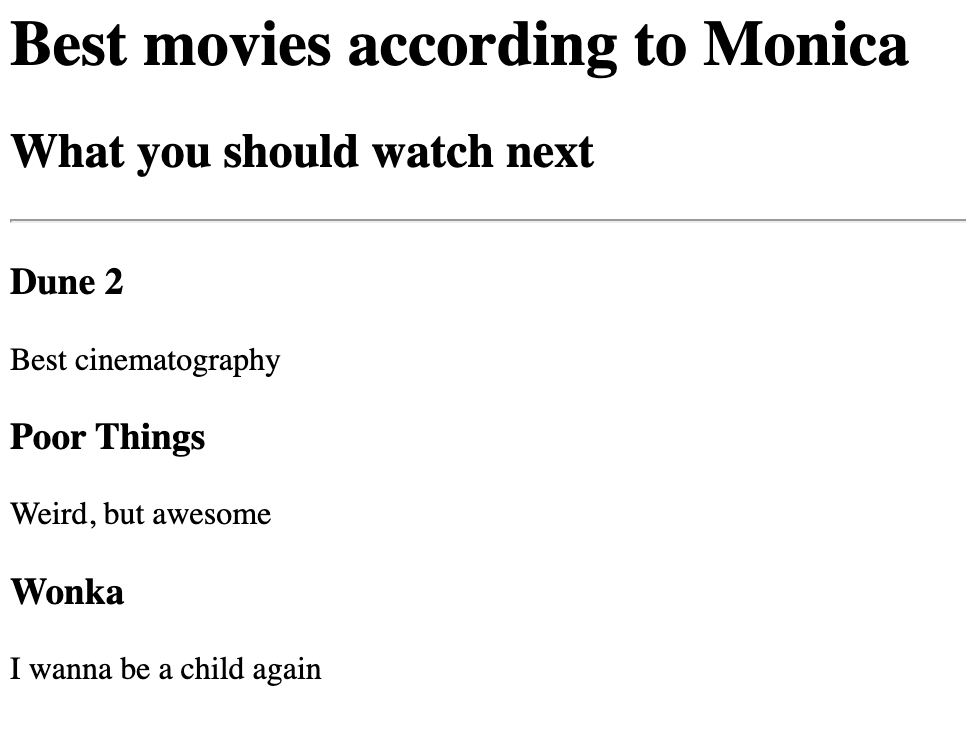 Best movies according to Monica
What you should watch next
Dune 2
Best cinematography
Poor Things
Weird, but awesome
Wonka
I wanna be a child again